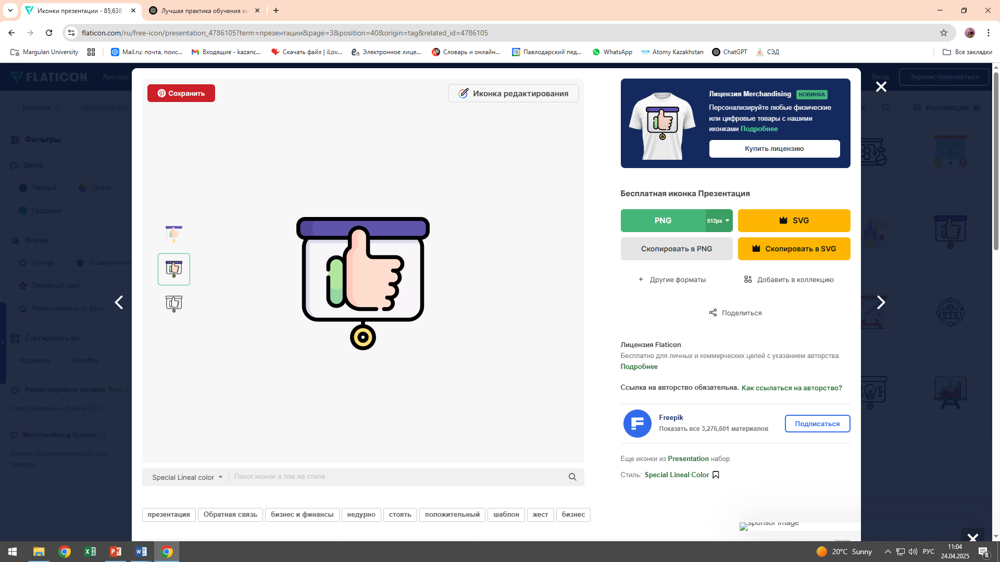 Иконки презентации - 85,638
Лучшая практика обучения хи
flaticon.com/ru/free-icon/presentation_4786105?term=презентации&page=3&position=40&origin=tag&related_id=4786105
Margulan University
Mail.ru: почта, поис...
Входящие - kazanc...
Скачать файл | iLov...
Электронное лице...
Словарь и онлайн...
Павлодарский пед...
WhatsApp
Atomy Kazakhstan
ChatGPT
СЭД
Все закладки
FLATICON
Авторы
Вход
Зарегистрироваться
Иконки
презентации
Коллекции 0
Фильтры
Цвета
Черный
Цвета
Градиент
Форма
Контур
С заполнение
Линейный цвет
Нарисованные от руки
Сортировать по
Недавнее
Trending
Редактируемые штрихи New
Нерасширенные файлы SVG
Merchandising license
Иконки, лицензированные для
товаров.
Сохранить
Иконка редактирования
Special Lineal color
Поиск иконок в том же стиле
презентация
Обратная связь
бизнес и финансы
недурно
стоять
положительный
шаблон
жест
бизнес
Лицензия Merchandising НОВИНКА
Персонализируйте любые физические
или цифровые товары с нашими
иконками Подробнее
Купить лицензию
Бесплатная иконка Презентация
PNG
512px
SVG
Скопировать в PNG
Скопировать в SVG
+ Другие форматы
Добавить в коллекцию
Поделиться
Лицензия Flaticon
Бесплатно для личных и коммерческих целей с указанием авторства.
Подробнее
Ссылка на авторство обязательна. Как ссылаться на авторство?
Freepik
Показать все 3,276,601 материалов
Подписаться
Еще иконки из Presentation набор
Стиль: Special Lineal Color
sponsor image
20°C Sunny
РУС
11:04
24.04.2025
8